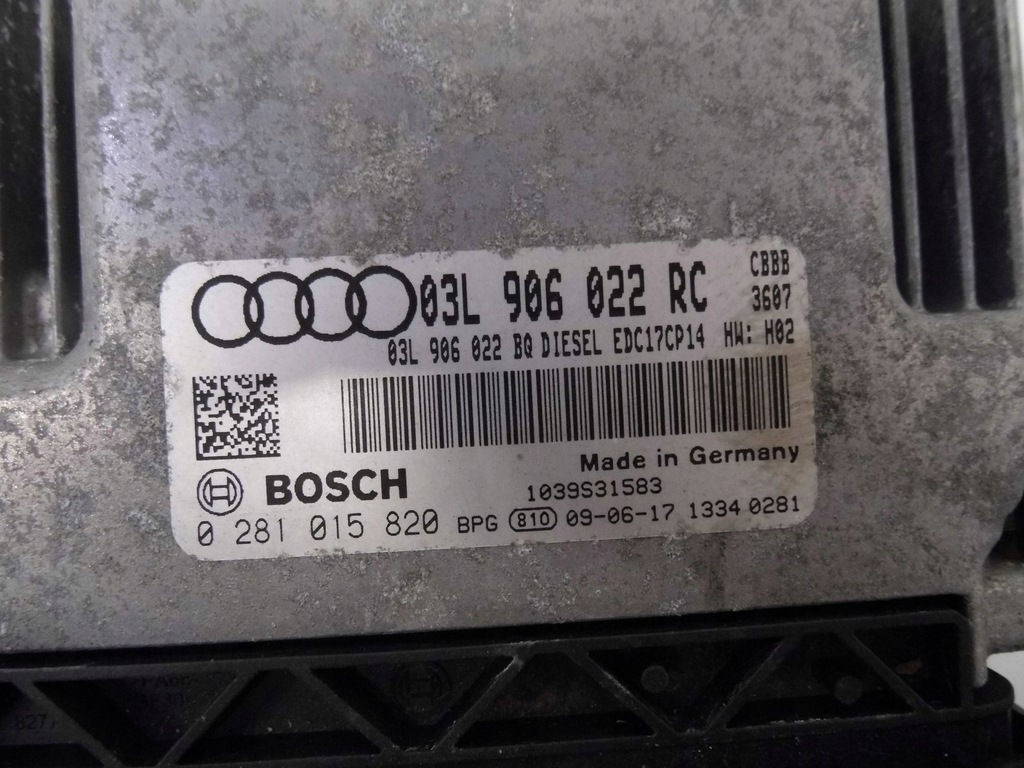 03L 906 022 RC
CBBB
3607
03L 906 022 BQ DIESEL EDC17CP14 HW: H02
Made in Germany
BOSCH
1039S31583
0 281 015 820 BPG 810 09-06-17 1334 0281
827